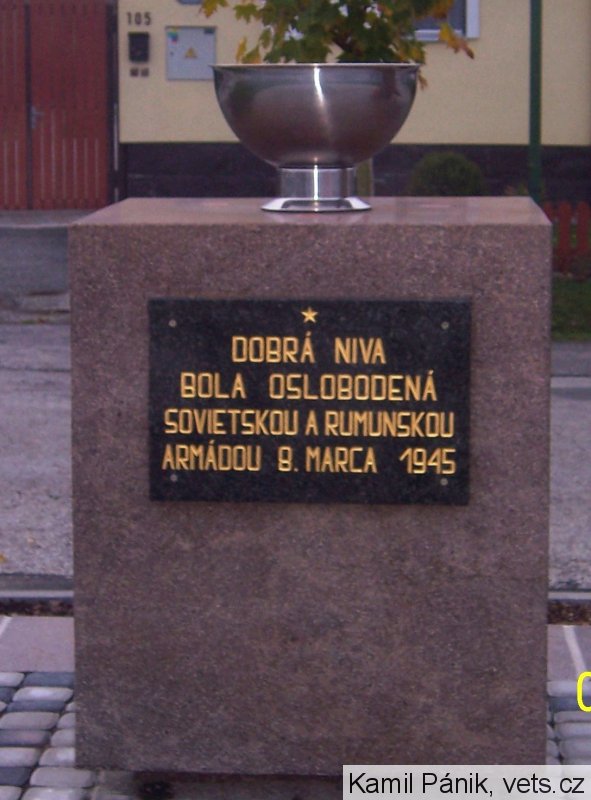 105
DOBRÁ NIVA
BOLA OSLOBODENÁ
SOVIETSKOU A RUMUNSKOU
ARMÁDOU 8. MARCA 1945
Kamil Pánik, vets.cz